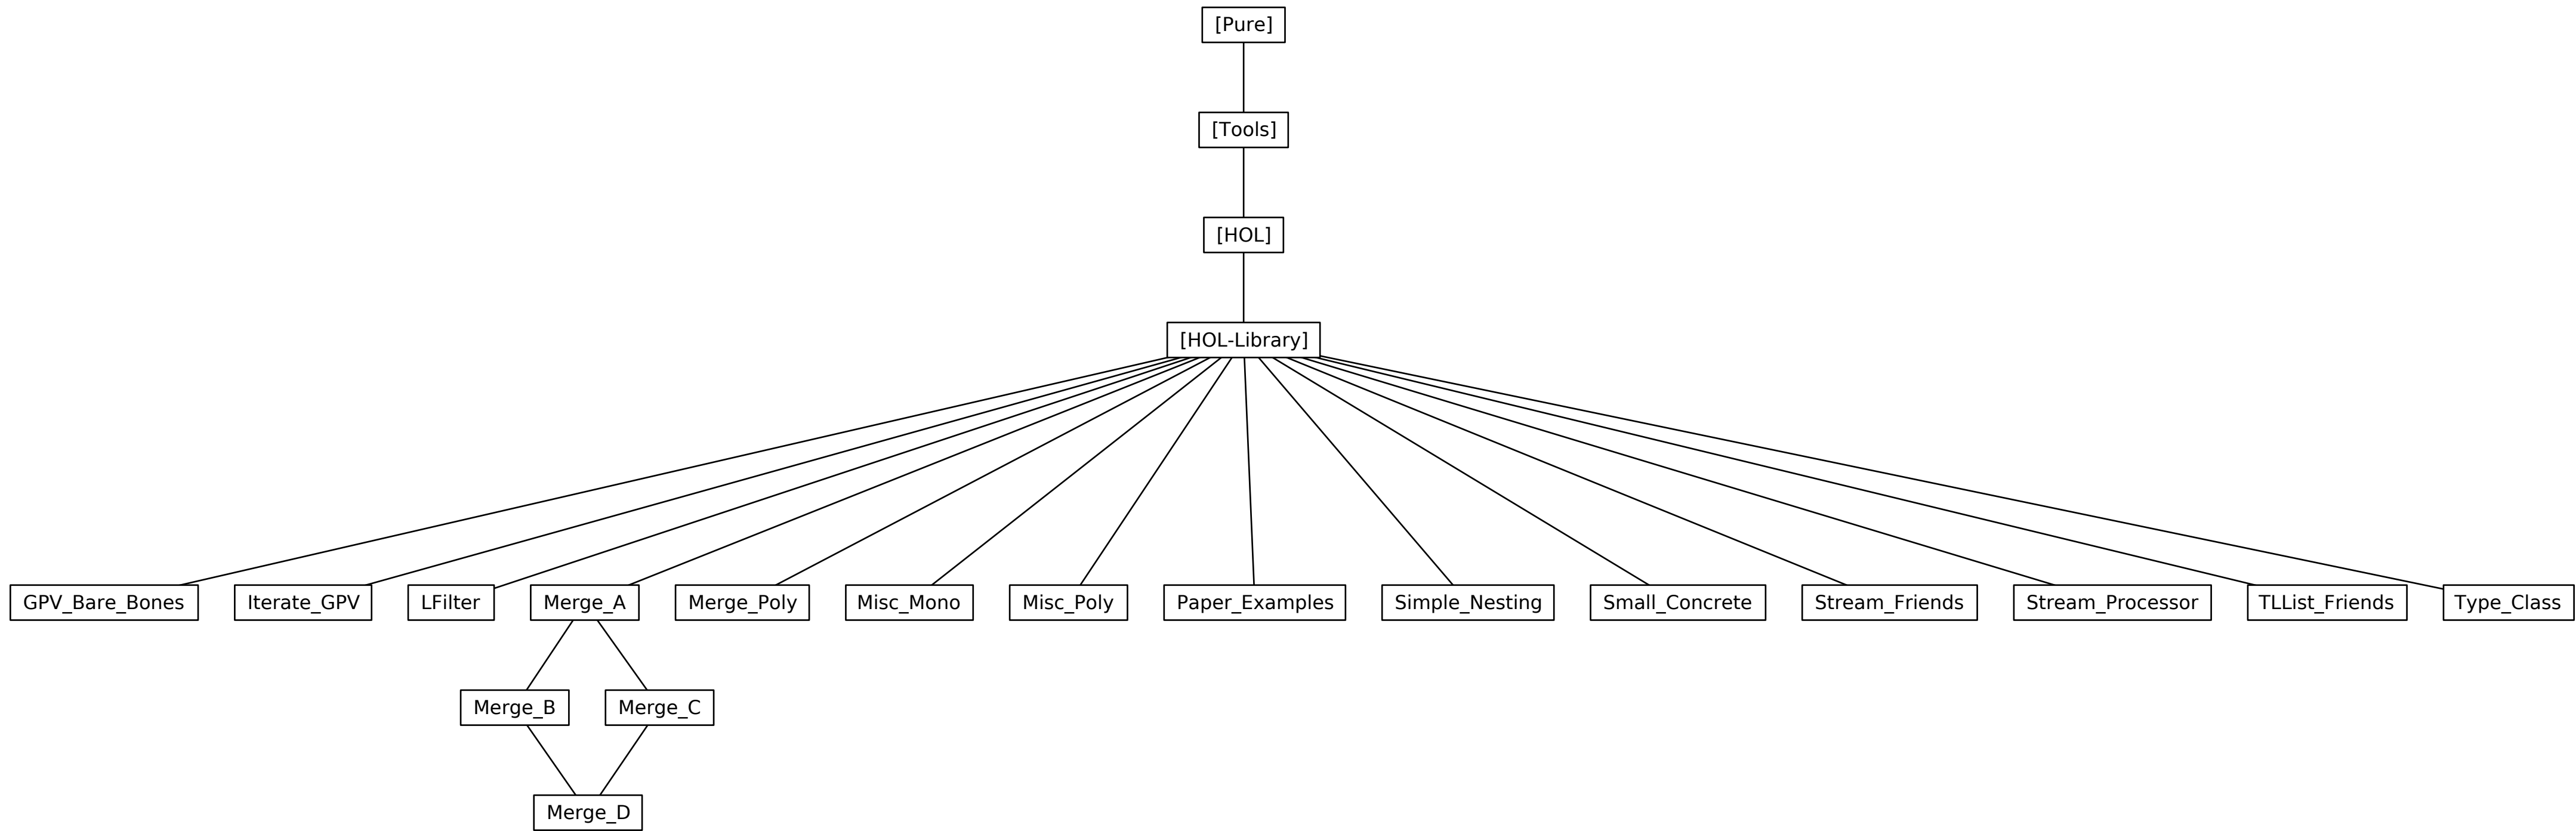 [Pure]
[Tools]
[HOL]
[HOL-Library]
GPV_Bare_Bones
Iterate_GPV
LFilter
Merge_A
Merge_Poly
Misc_Mono
Misc_Poly
Paper_Examples
Simple_Nesting
Small_Concrete
Stream_Friends
Stream_Processor
TLList_Friends
Type_Class
Merge_B
Merge_C
Merge_D